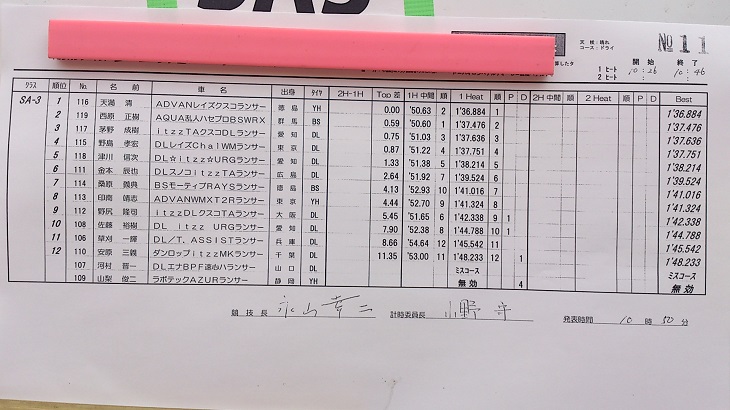 天候：晴れ
コース：ドライ
No 11
開始 終了
1 ヒート 10:26 10:46
2 ヒート : :
クラス 順位 No. 名前 車名 出身 タイヤ 2H-1H Top 差 1H 中間 順 1 Heat 順 P D 2H 中間 順 2 Heat 順 P D Best
SA-3 1 116 天満 清 ADVANレイズクスコランサー 徳島 YH 0.00 '50.63 2 1'36.884 1 1'36.884
2 119 西原 正樹 AQUA乱人ハセプロBSWRX 群馬 BS 0.59 '50.60 1 1'37.476 2 1'37.476
3 117 茅野 成樹 itzzTAクスコDLランサー 愛知 DL 0.75 '51.03 3 1'37.636 3 1'37.636
4 115 野島 孝宏 DLレイズChalWMランサー 東京 DL 0.87 '51.22 4 1'37.751 4 1'37.751
5 118 津川 信次 DL☆itzz☆URGランサー 愛知 DL 1.33 '51.38 5 1'38.214 5 1'38.214
6 111 金本 辰也 DLスノコitzzTAランサー 広島 DL 2.64 '51.92 7 1'39.524 6 1'39.524
7 114 桑原 義典 BSモーティブRAYSランサー 徳島 BS 4.13 '52.93 10 1'41.016 7 1'41.016
8 113 印南 靖志 ADVANWMXT2Rランサー 東京 YH 4.44 '52.70 9 1'41.324 8 1'41.324
9 112 野尻 隆司 itzzDLクスコTAランサー 大阪 DL 5.45 '51.65 6 1'42.338 9 1 1'42.338
10 108 佐藤 裕樹 DL itzz URGランサー 愛知 DL 7.90 '52.38 8 1'44.788 10 1 1'44.788
11 106 草刈 一輝 DL／T．ASSISTランサー 兵庫 DL 8.66 '54.64 12 1'45.542 11 1'45.542
12 110 安原 三義 ダンロップitzzMKランサー 千葉 DL 11.35 '53.00 11 1'48.233 12 1 1'48.233
107 河村 晋一 DLエナBPF遠心ハランサー 山口 DL ミスコース ミスコース
109 山梨 俊二 ラボテックAZURランサー 静岡 YH 無効 4 無効
競技長 永山 幸二 計時委員長 小野 守 発表時間 10 時 50 分